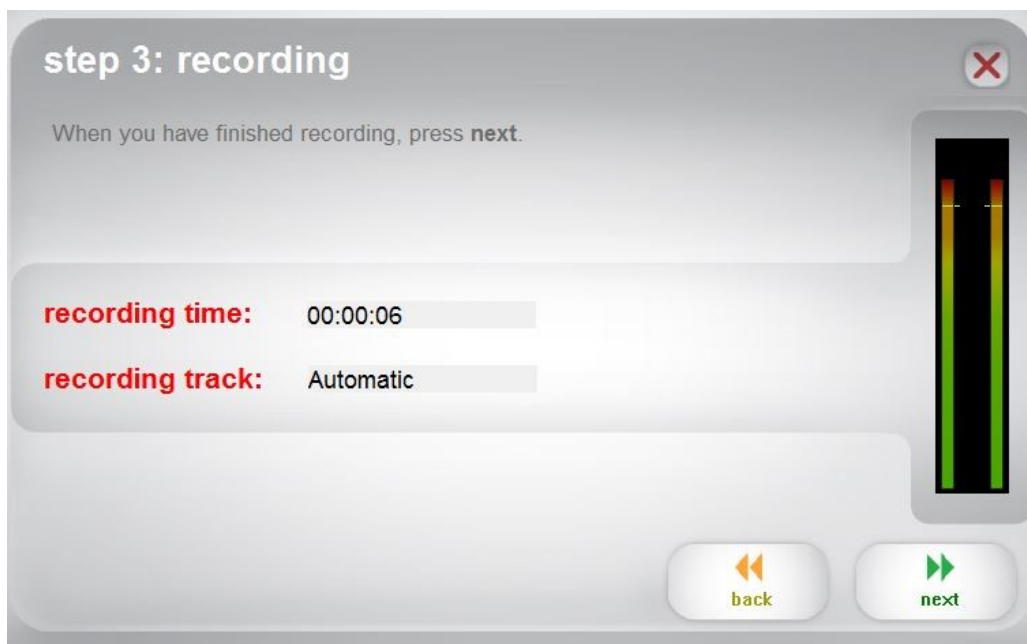 step 3: recording
When you have finished recording, press next.
recording time: 00:00:06
recording track: Automatic
back
next